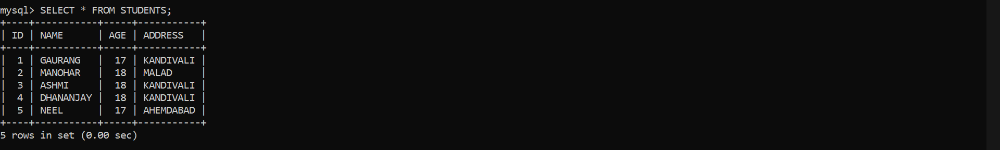 mysql> SELECT * FROM STUDENTS;
+----+-----------+-----+-----------+
| ID | NAME      | AGE | ADDRESS   |
+----+-----------+-----+-----------+
|  1 | GAURANG   |  17 | KANDIVALI |
|  2 | MANOHAR   |  18 | MALAD     |
|  3 | ASHMI     |  18 | KANDIVALI |
|  4 | DHANANJAY |  18 | KANDIVALI |
|  5 | NEEL      |  17 | AHEMDABAD |
+----+-----------+-----+-----------+
5 rows in set (0.00 sec)